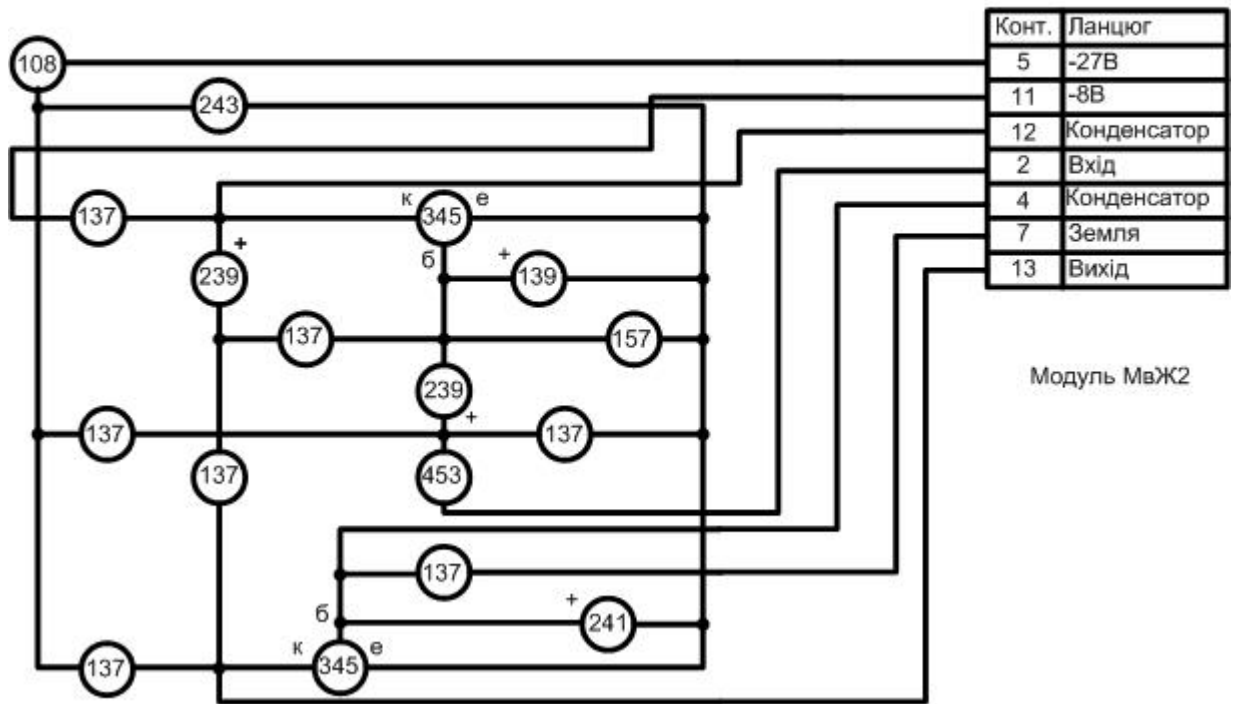 Конт. Ланцюг
5 -27В
11 -8В
12 Конденсатор
2 Вхід
4 Конденсатор
7 Земля
13 Вихід
108
243
137
к 345 е
б
+
239
+
139
137
157
239
+
137
137
137
453
137
б
+
241
137
к 345 е
Модуль МвЖ2